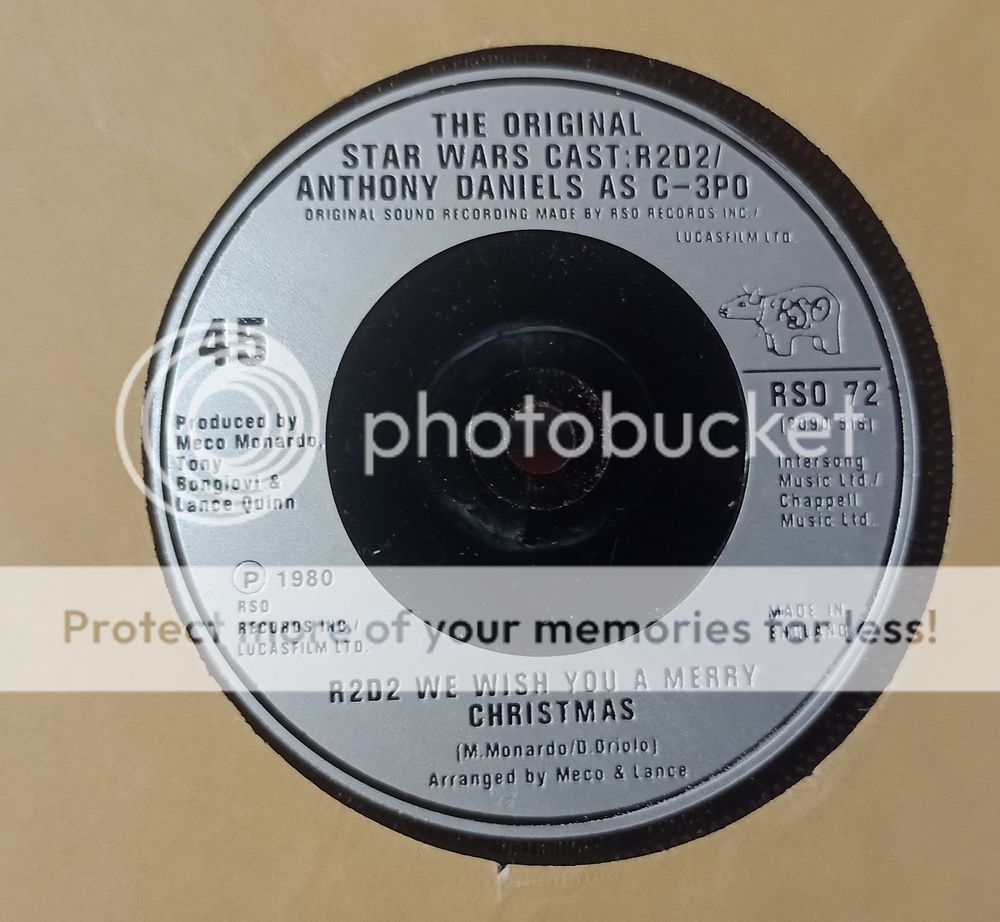 THE ORIGINAL
STAR WARS CAST:R2D2/
ANTHONY DANIELS AS C-3PO
ORIGINAL SOUND RECORDING MADE BY RSO RECORDS INC./
LUCASFILM LTD.
RSO
45
RSO 72
(2090 518)
Produced by
Meco Monardo,
Tony
Bongiovi &
Lance Quinn
Intersong
Music Ltd./
Chappell
Music Ltd.
photobucket
P 1980
RSO
RECORDS INC./
LUCASFILM LTD.
MADE IN
ENGLAND
Protect more of your memories for less!
R2D2 WE WISH YOU A MERRY
CHRISTMAS
(M.Monardo/D.Oriolo)
Arranged by Meco & Lance